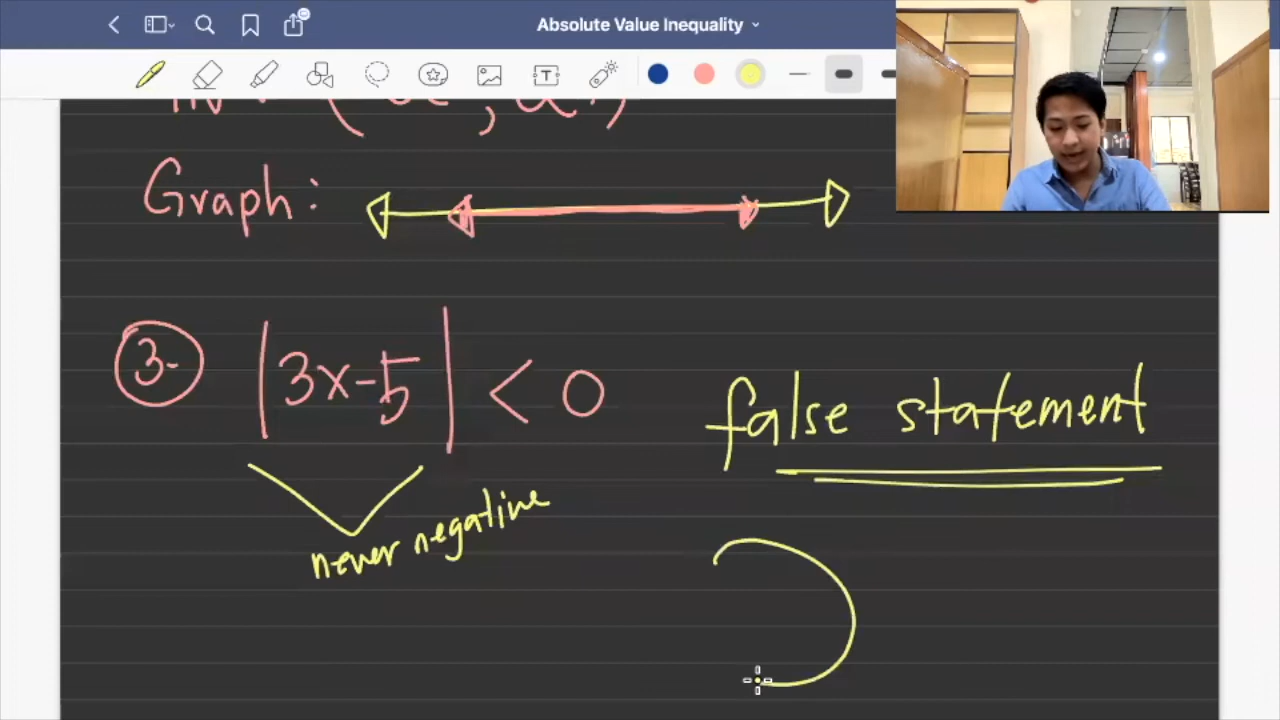 Absolute Value Inequality
Graph:
3. |3x-5| < 0
false statement
never negative